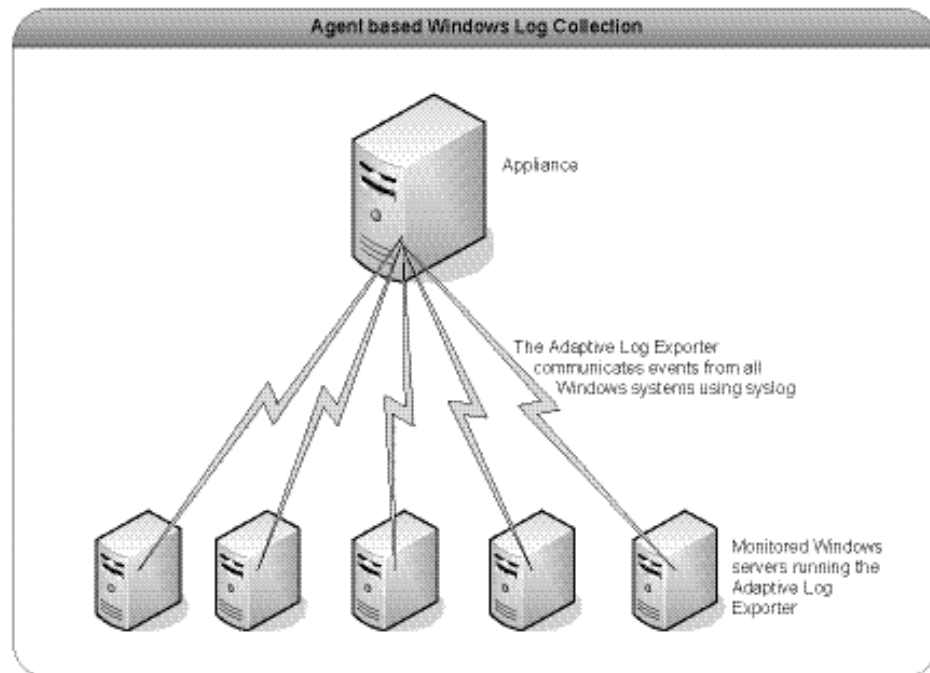 Agent based Windows Log Collection
Appliance
The Adaptive Log Exporter
communicates events from all
Windows systems using syslog
Monitored Windows
servers running the
Adaptive Log
Exporter